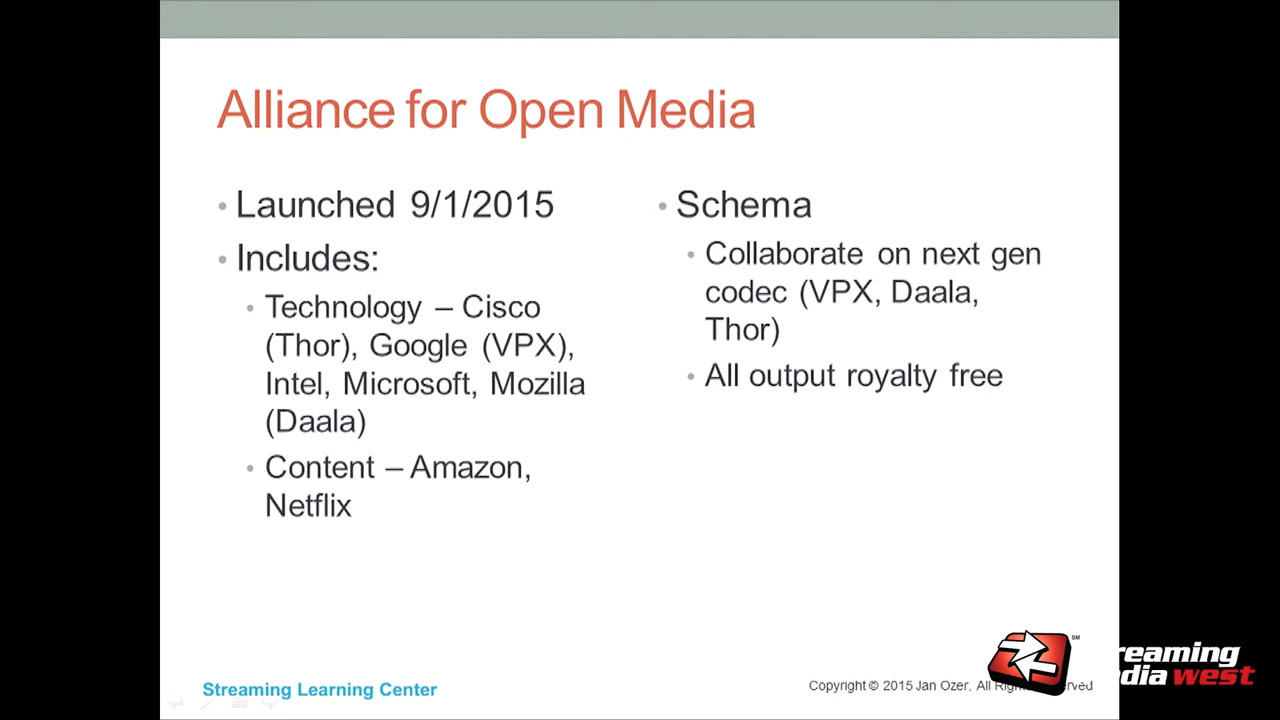 Alliance for Open Media
• Launched 9/1/2015
• Includes:
• Technology – Cisco
(Thor), Google (VPX),
Intel, Microsoft, Mozilla
(Daala)
• Content – Amazon,
Netflix
• Schema
• Collaborate on next gen
codec (VPX, Daala,
Thor)
• All output royalty free
Streaming Learning Center
Copyright © 2015 Jan Ozer, All
SM
reaming
dia west